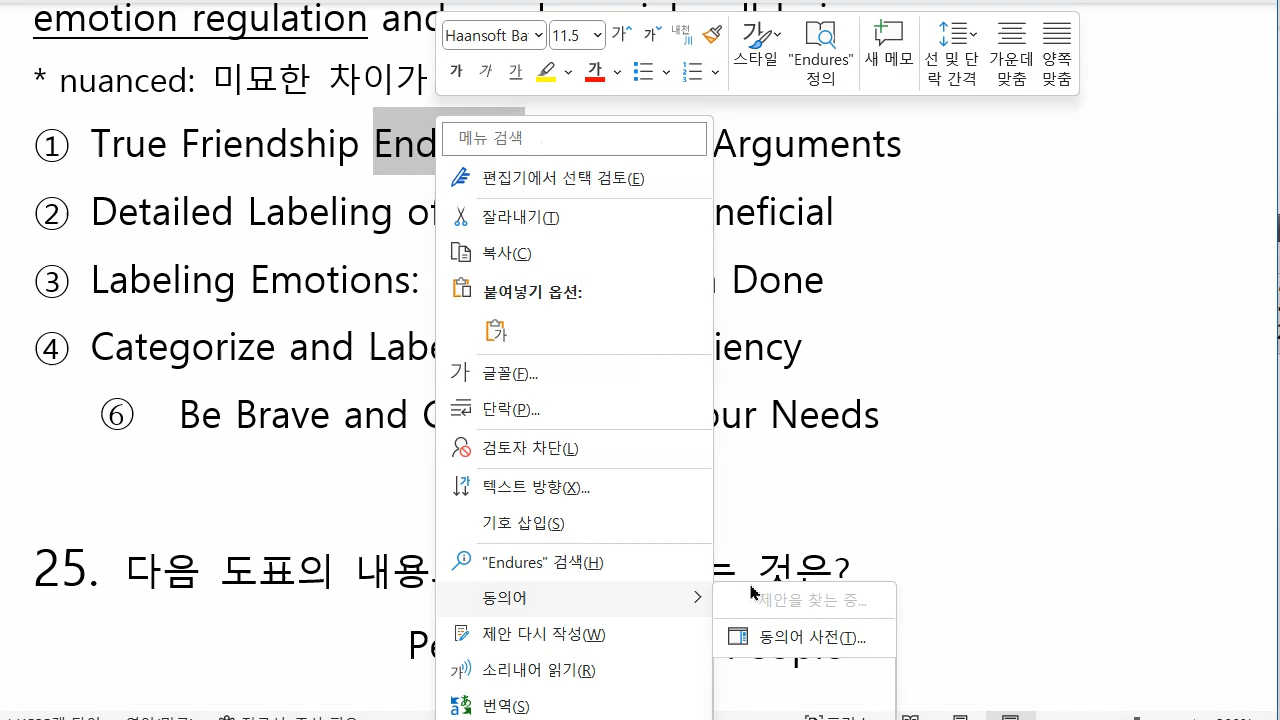 emotion regulation and
Haansoft Ba 11.5 가 가 내천 川
스타일 "Endures" 정의 새 메모 선 및 단락 간격 가운데 맞춤 양쪽 맞춤
가 가 가 가
* nuanced: 미묘한 차이가
① True Friendship End Arguments
메뉴 검색
편집기에서 선택 검토(E)
② Detailed Labeling of neficial
잘라내기(T)
복사(C)
③ Labeling Emotions: Done
붙여넣기 옵션:
가
④ Categorize and Labe iency
글꼴(F)...
⑥ Be Brave and our Needs
단락(P)...
검토자 차단(L)
텍스트 방향(X)...
기호 삽입(S)
"Endures" 검색(H)
25. 다음 도표의 내용 것은?
동의어
제안을 찾는 중...
제안 다시 작성(W)
동의어 사전(T)...
Pe People
소리내어 읽기(R)
번역(S)